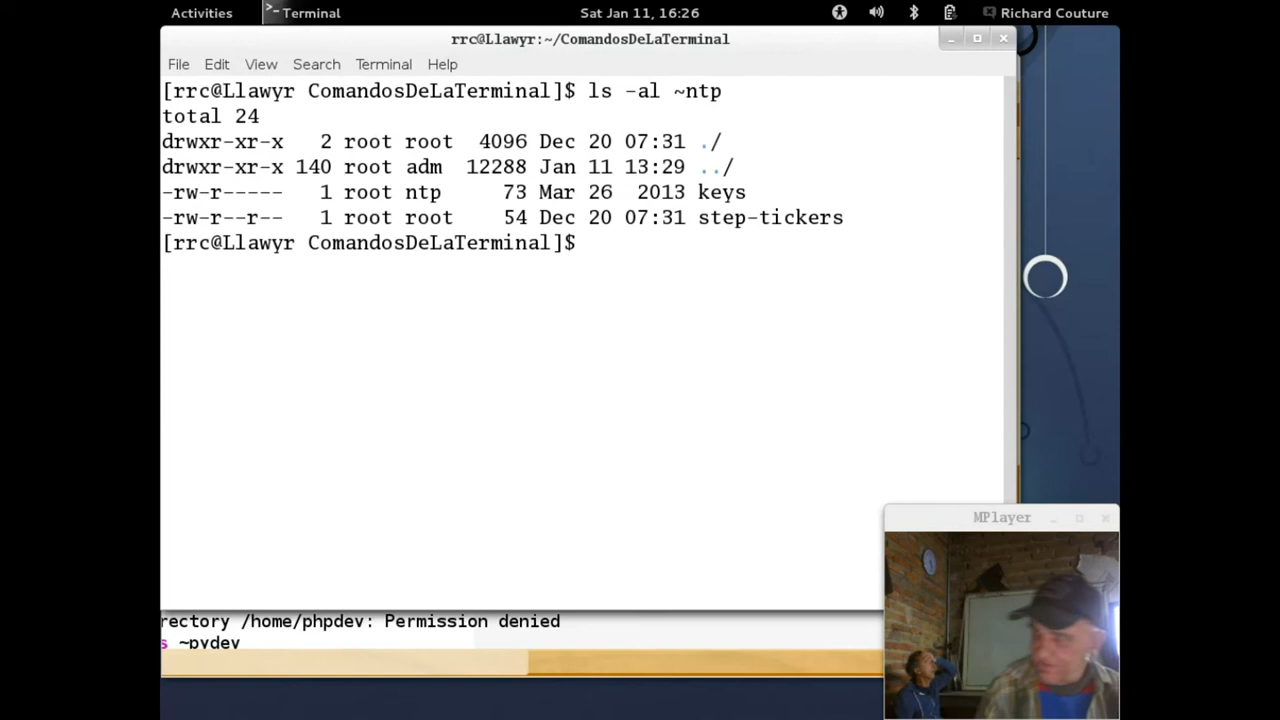 Activities
>- Terminal
Sat Jan 11, 16:26
Richard Couture
rrc@Llawyr:~/ComandosDeLaTerminal
File Edit View Search Terminal Help
[rrc@Llawyr ComandosDeLaTerminal]$ ls -al ~ntp
total 24
drwxr-xr-x 2 root root 4096 Dec 20 07:31 ./
drwxr-xr-x 140 root adm 12288 Jan 11 13:29 ../
-rw-r----- 1 root ntp 73 Mar 26 2013 keys
-rw-r--r-- 1 root root 54 Dec 20 07:31 step-tickers
[rrc@Llawyr ComandosDeLaTerminal]$
MPlayer
rectory /home/phpdev: Permission denied
s ~pydev